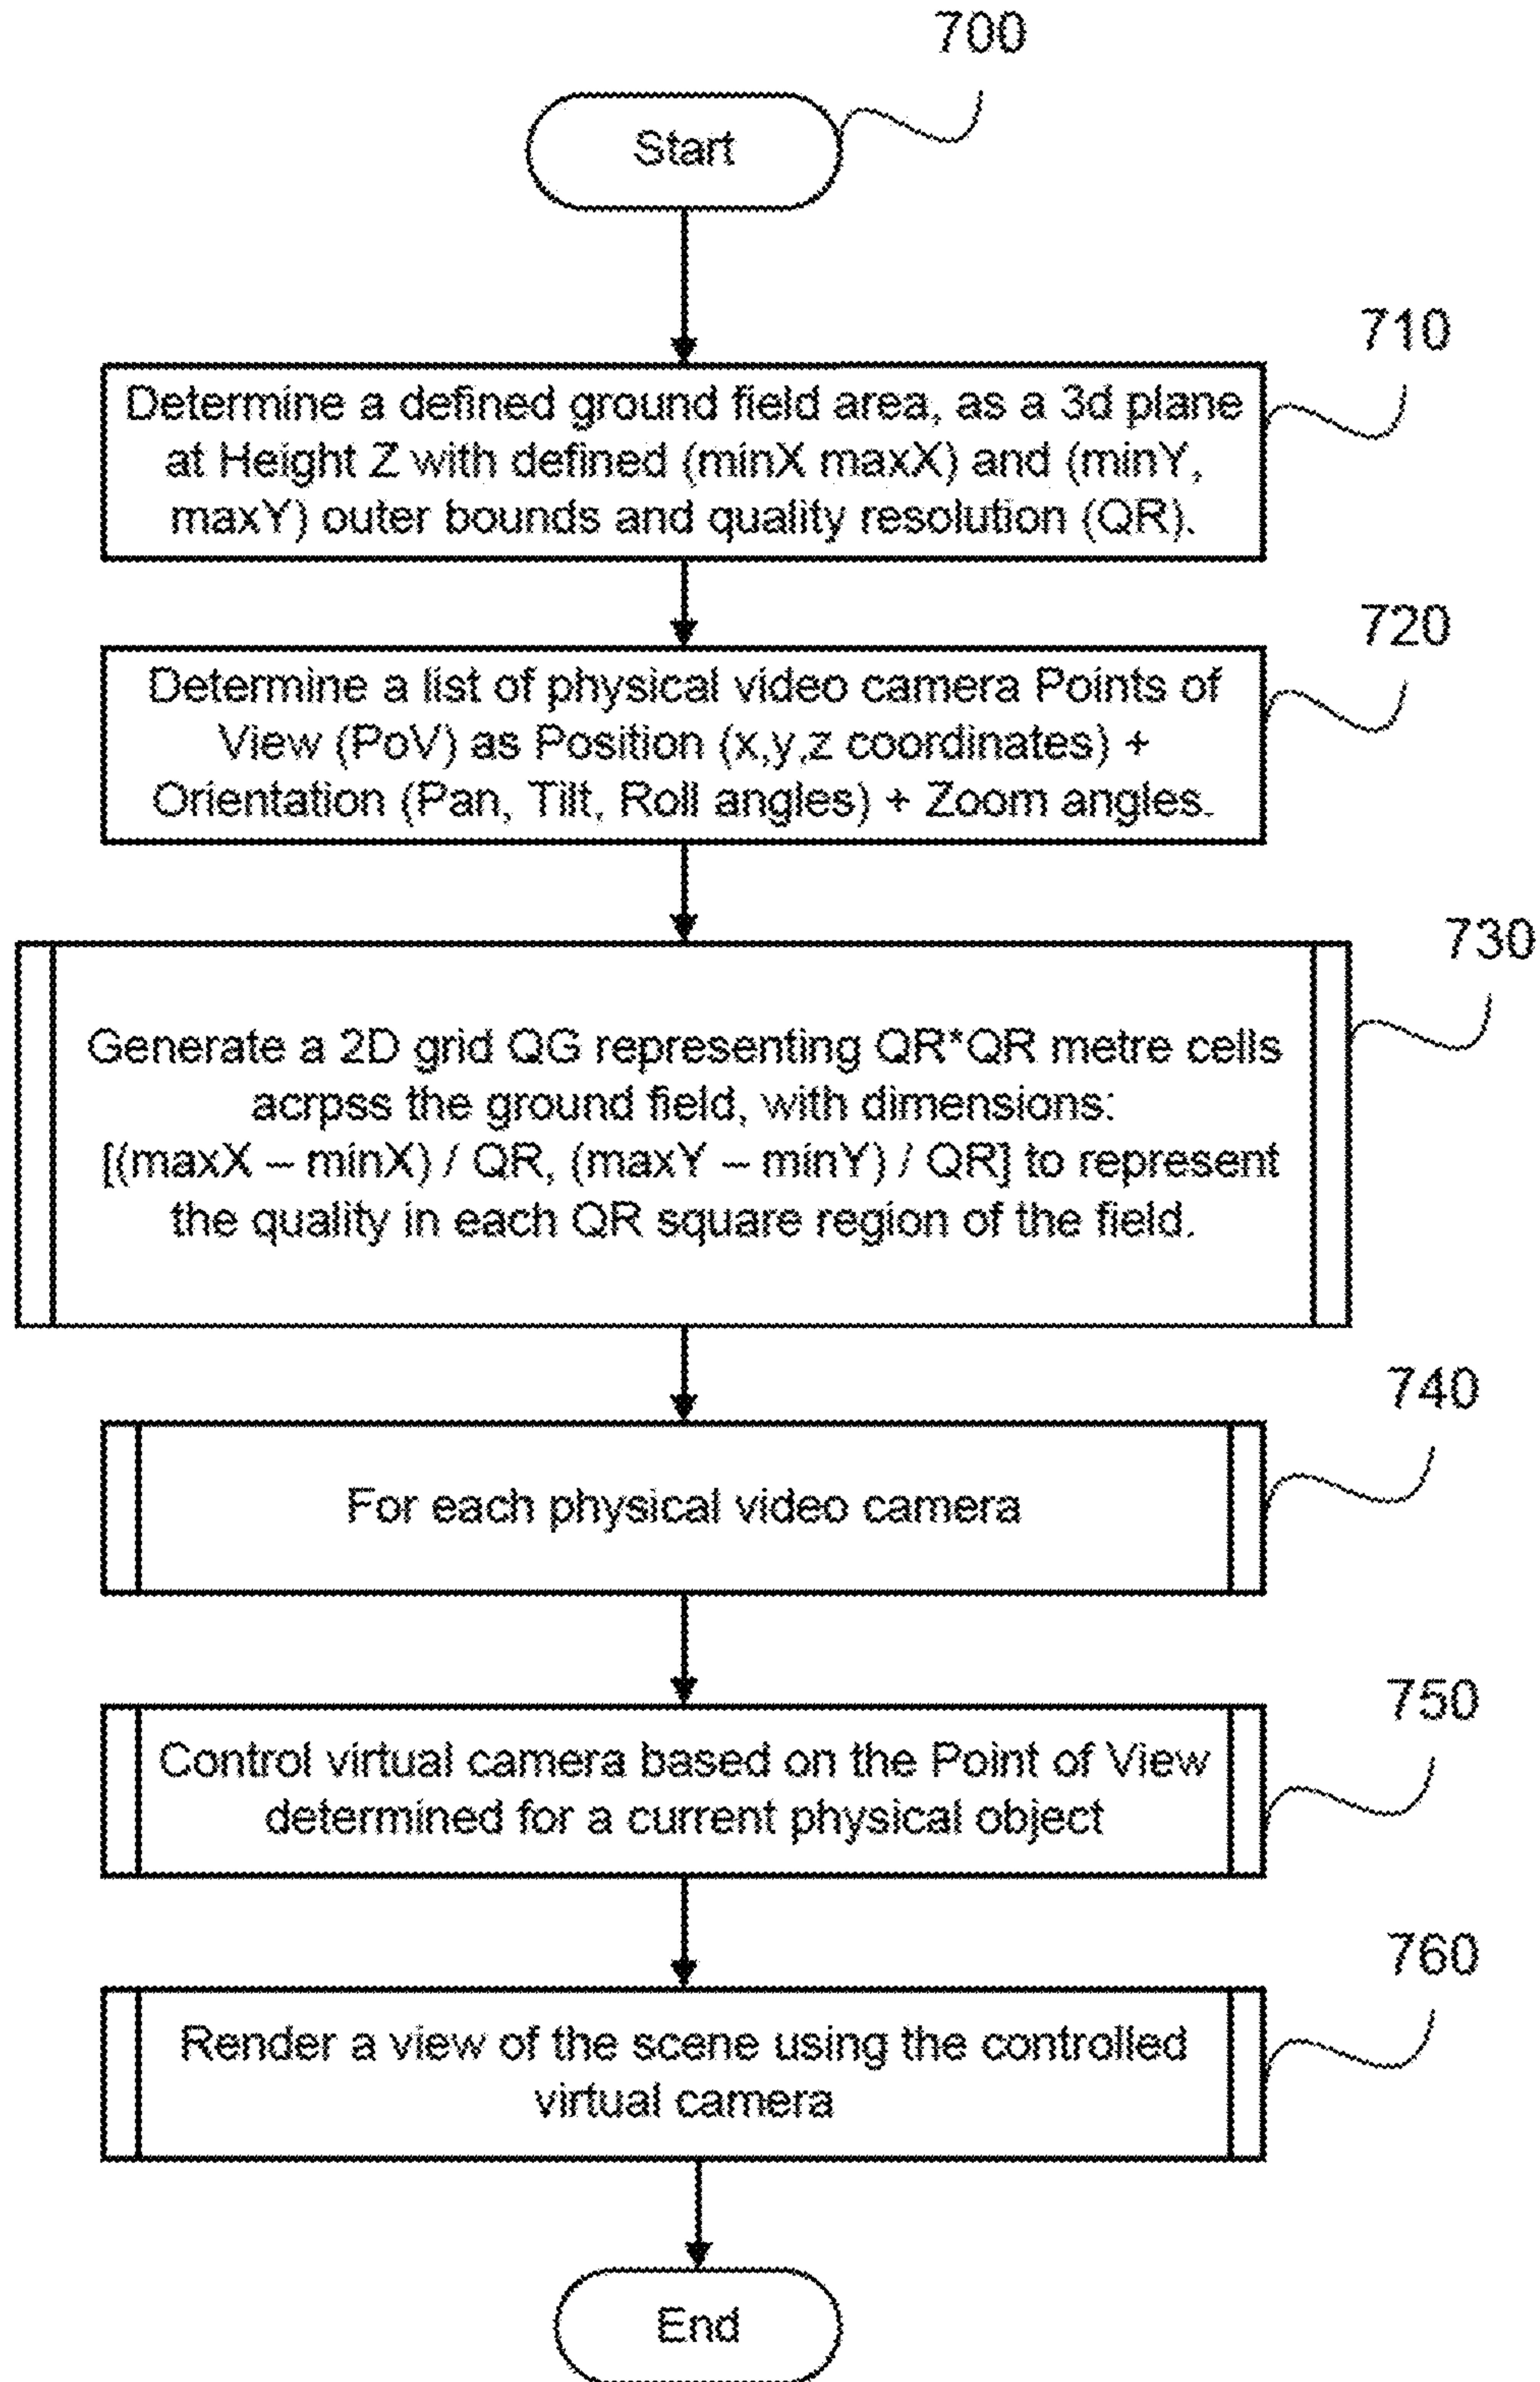 700
Start
710
Determine a defined ground field area, as a 3d plane
at Height Z with defined (minX maxX) and (minY,
maxY) outer bounds and quality resolution (QR).
720
Determine a list of physical video camera Points of
View (PoV) as Position (x,y,z coordinates) +
Orientation (Pan, Tilt, Roll angles) + Zoom angles.
730
Generate a 2D grid QG representing QR*QR metre cells
acrpss the ground field, with dimensions:
[(maxX – minX) / QR, (maxY – minY) / QR] to represent
the quality in each QR square region of the field.
740
For each physical video camera
750
Control virtual camera based on the Point of View
determined for a current physical object
760
Render a view of the scene using the controlled
virtual camera
End